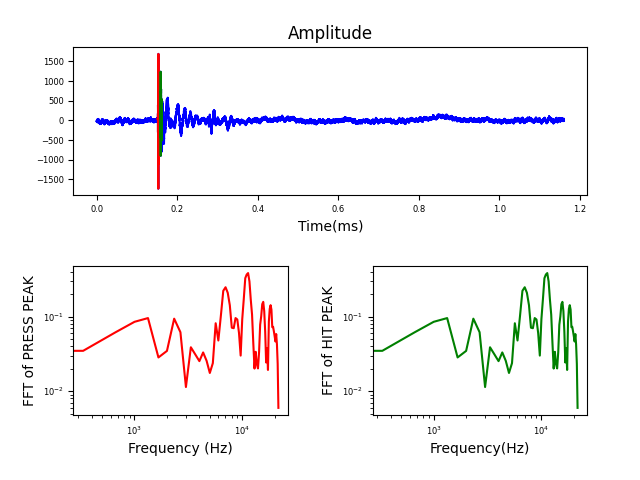 Amplitude
1500
1000
500
0
−500
−1000
−1500
0.0 0.2 0.4 0.6 0.8 1.0 1.2
Time(ms)
FFT of PRESS PEAK
10⁻¹
10⁻²
10³ 10⁴
Frequency (Hz)
FFT of HIT PEAK
10⁻¹
10⁻²
10³ 10⁴
Frequency(Hz)